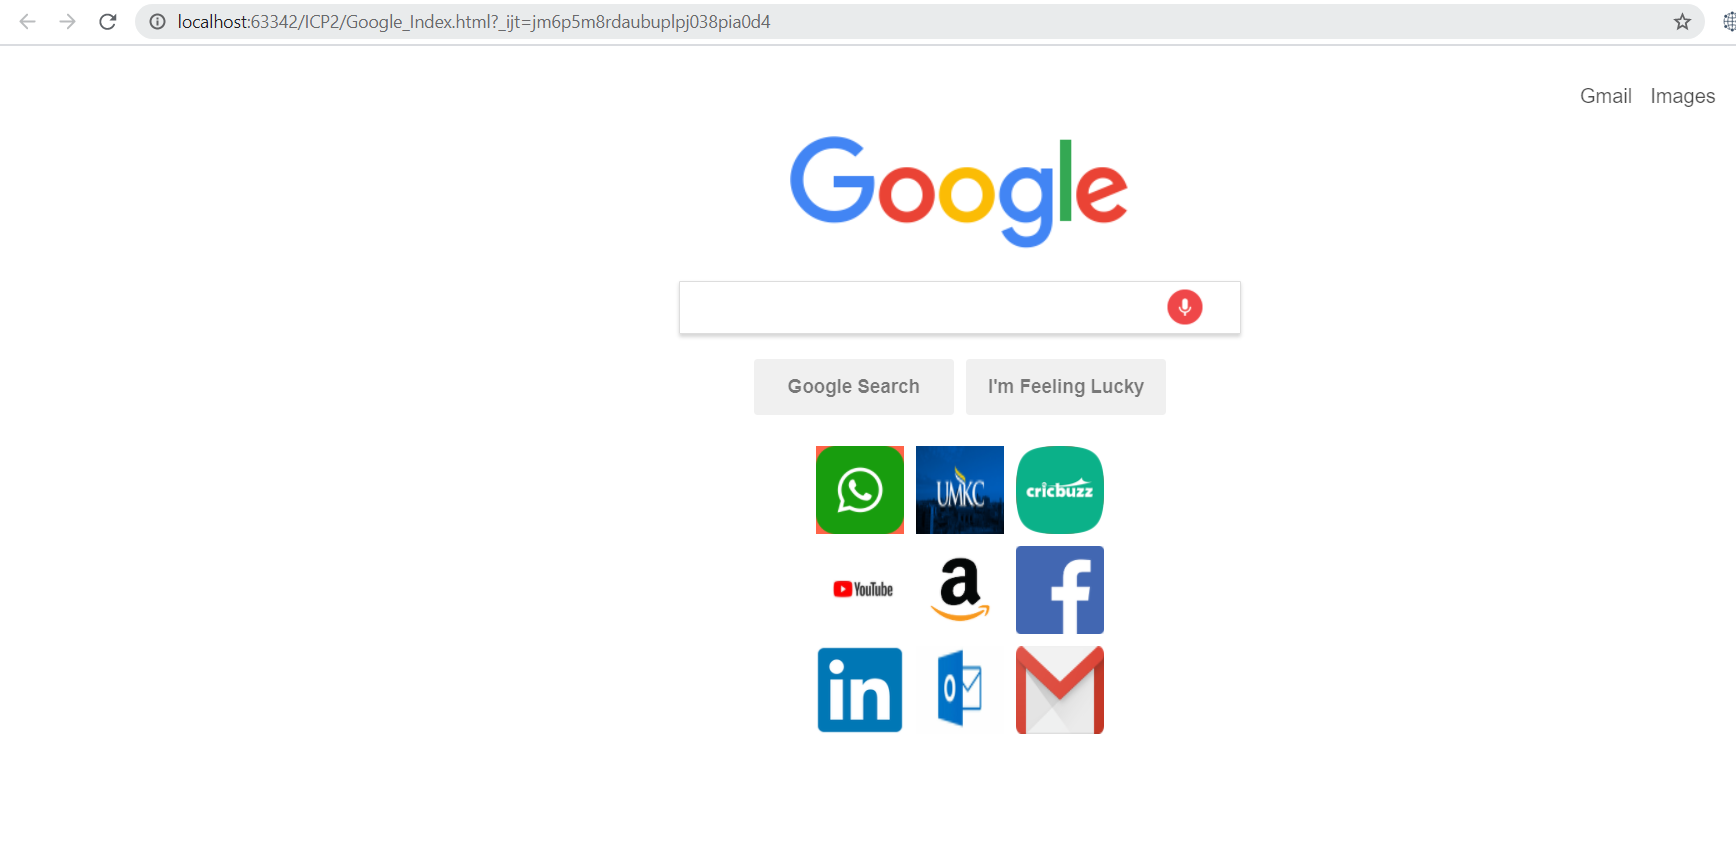 localhost:63342/ICP2/Google_Index.html?_ijt=jm6p5m8rdaubuplpj038pia0d4
Gmail Images
Google
Google Search I'm Feeling Lucky
UMKC cricbuzz
YouTube a f
in O